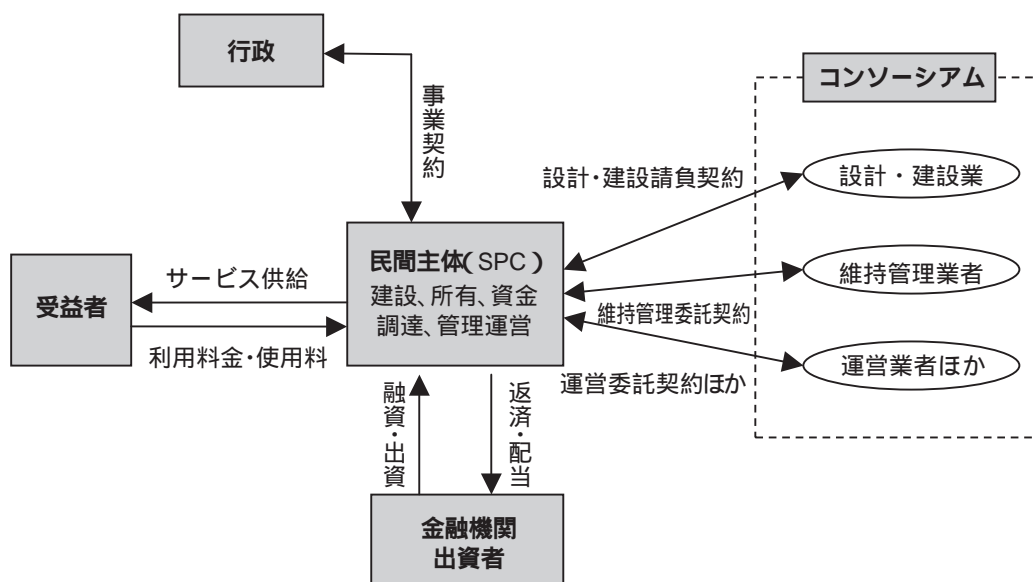 行政
コンソーシアム
事業契約
設計・建設請負契約
設計・建設業
民間主体(SPC)
建設、所有、資金
調達、管理運営
サービス供給
受益者
利用料金・使用料
維持管理業者
維持管理委託契約
運営業者ほか
運営委託契約ほか
融資・出資
返済・配当
金融機関
出資者